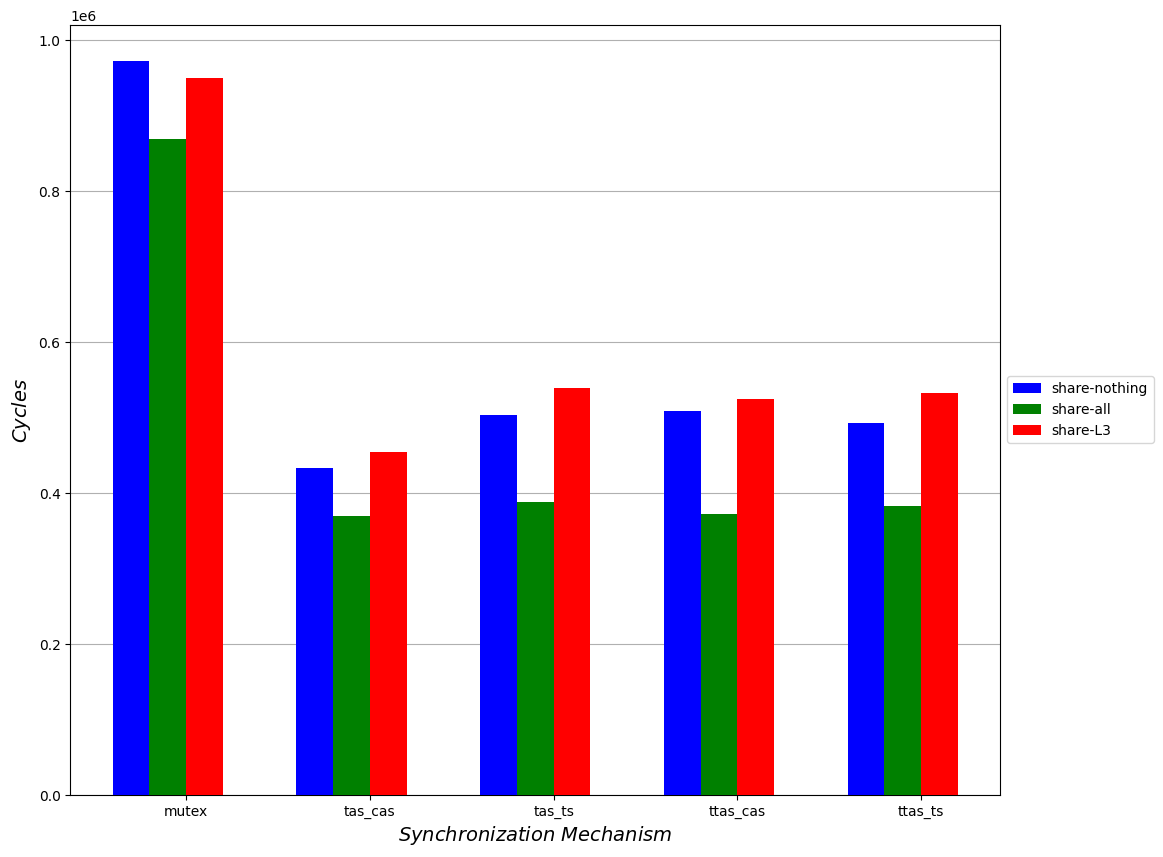 1e6
1.0
0.8
0.6
0.4
0.2
0.0
Cycles
mutex
tas_cas
tas_ts
ttas_cas
ttas_ts
Synchronization Mechanism
share-nothing
share-all
share-L3